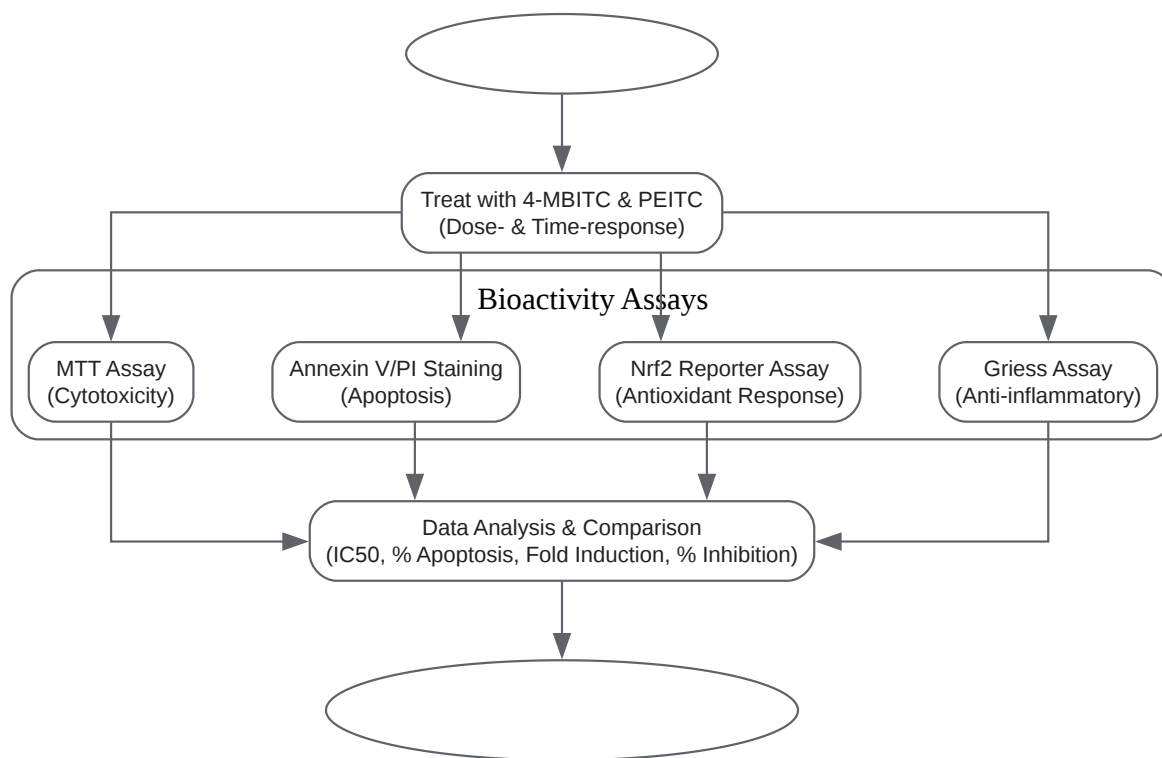 Treat with 4-MBITC & PEITC
(Dose- & Time-response)
Bioactivity Assays
MTT Assay
(Cytotoxicity)
Annexin V/PI Staining
(Apoptosis)
Nrf2 Reporter Assay
(Antioxidant Response)
Griess Assay
(Anti-inflammatory)
Data Analysis & Comparison
(IC50, % Apoptosis, Fold Induction, % Inhibition)